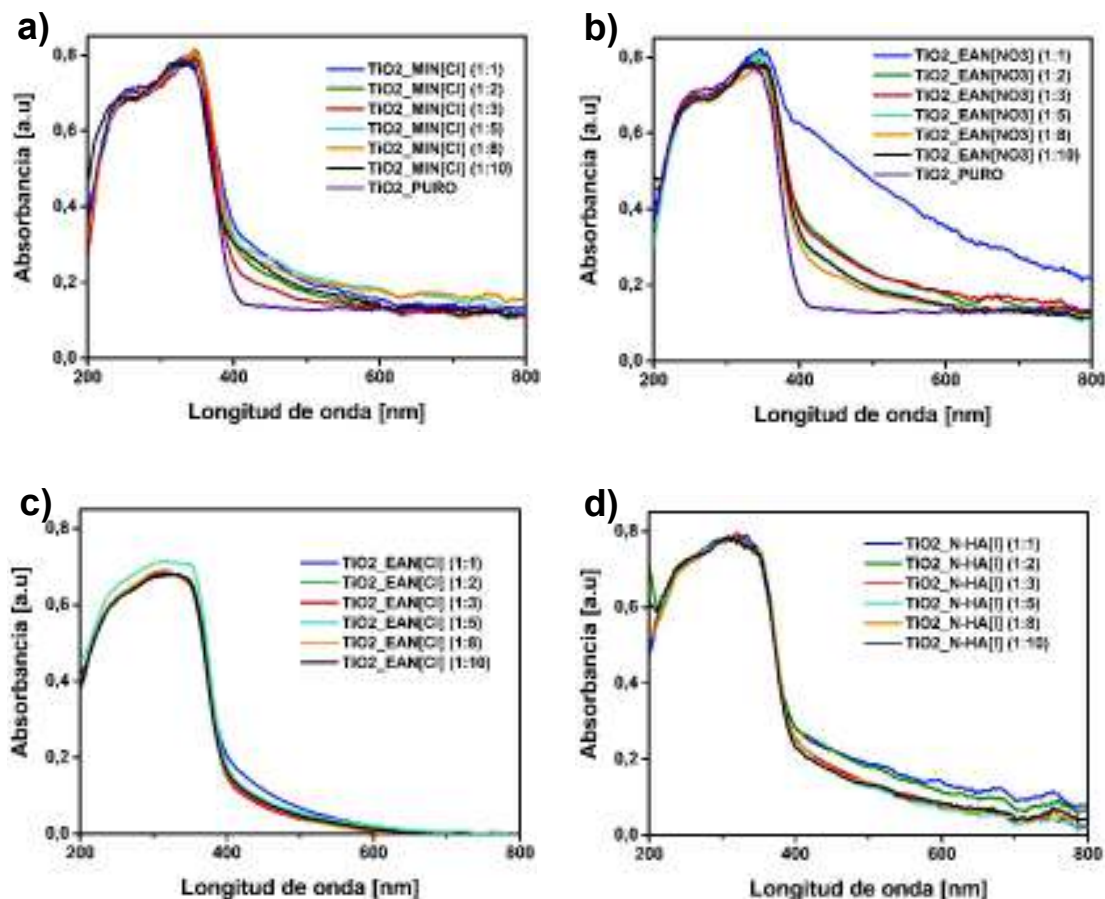 a)
0,8
0,6
0,4
0,2
0,0
200
400
600
800
Absorbancia [a.u]
Longitud de onda [nm]
TiO2_MIN[Cl] (1:1)
TiO2_MIN[Cl] (1:2)
TiO2_MIN[Cl] (1:3)
TiO2_MIN[Cl] (1:5)
TiO2_MIN[Cl] (1:8)
TiO2_MIN[Cl] (1:10)
TiO2_PURO
b)
0,8
0,6
0,4
0,2
0,0
200
400
600
800
Absorbancia [a.u]
Longitud de onda [nm]
TiO2_EAN[NO3] (1:1)
TiO2_EAN[NO3] (1:2)
TiO2_EAN[NO3] (1:3)
TiO2_EAN[NO3] (1:5)
TiO2_EAN[NO3] (1:8)
TiO2_EAN[NO3] (1:10)
TiO2_PURO
c)
0,8
0,6
0,4
0,2
0,0
200
400
600
800
Absorbancia [a.u]
Longitud de onda [nm]
TiO2_EAN[Cl] (1:1)
TiO2_EAN[Cl] (1:2)
TiO2_EAN[Cl] (1:3)
TiO2_EAN[Cl] (1:5)
TiO2_EAN[Cl] (1:8)
TiO2_EAN[Cl] (1:10)
d)
0,8
0,6
0,4
0,2
0,0
200
400
600
800
Absorbancia [a.u]
Longitud de onda [nm]
TiO2_N-HA[I] (1:1)
TiO2_N-HA[I] (1:2)
TiO2_N-HA[I] (1:3)
TiO2_N-HA[I] (1:5)
TiO2_N-HA[I] (1:8)
TiO2_N-HA[I] (1:10)